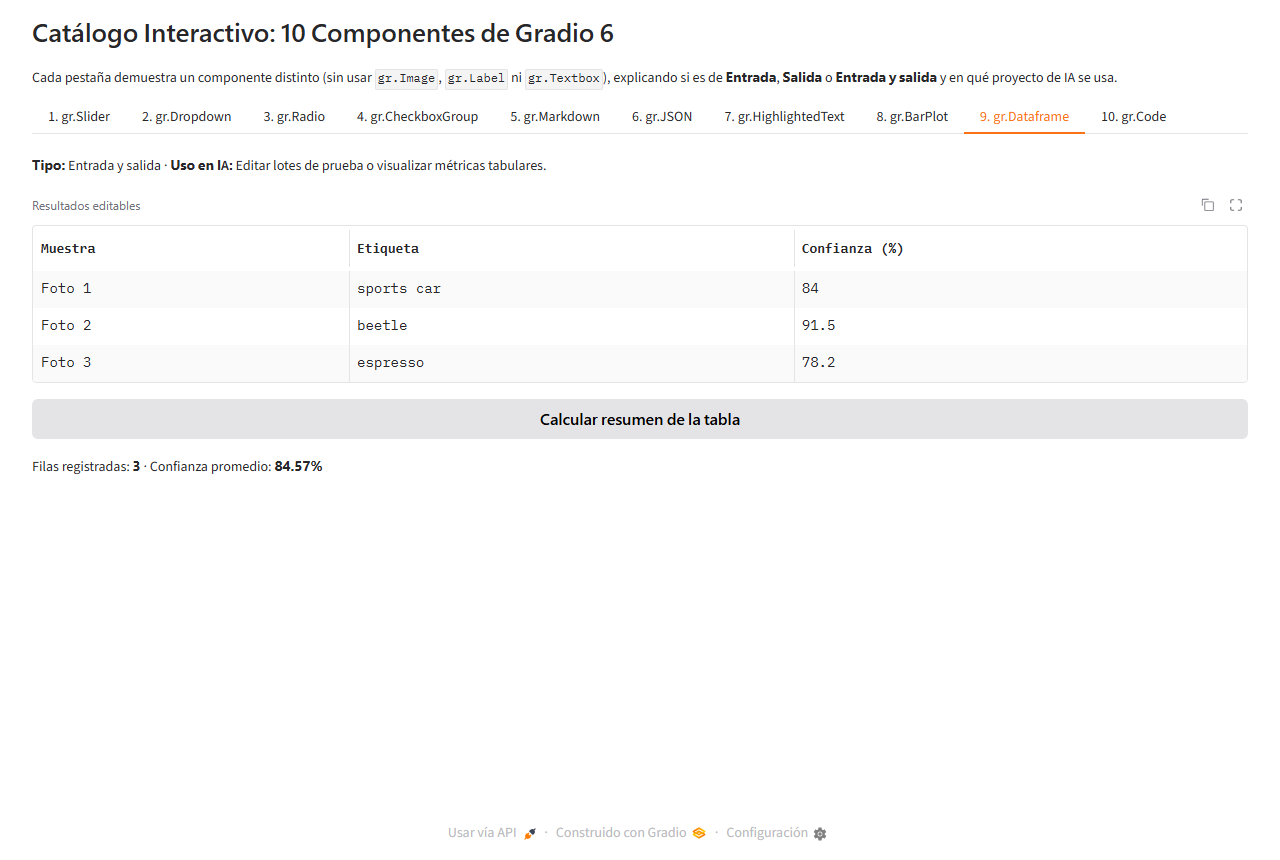 Catálogo Interactivo: 10 Componentes de Gradio 6
Cada pestaña demuestra un componente distinto (sin usar gr.Image, gr.Label ni gr.Textbox), explicando si es de Entrada, Salida o Entrada y salida y en qué proyecto de IA se usa.
1. gr.Slider 2. gr.Dropdown 3. gr.Radio 4. gr.CheckboxGroup 5. gr.Markdown 6. gr.JSON 7. gr.HighlightedText 8. gr.BarPlot 9. gr.Dataframe 10. gr.Code
Tipo: Entrada y salida · Uso en IA: Editar lotes de prueba o visualizar métricas tabulares.
Resultados editables
Muestra Etiqueta Confianza (%)
Foto 1 sports car 84
Foto 2 beetle 91.5
Foto 3 espresso 78.2
Calcular resumen de la tabla
Filas registradas: 3 · Confianza promedio: 84.57%
Usar vía API · Construido con Gradio · Configuración